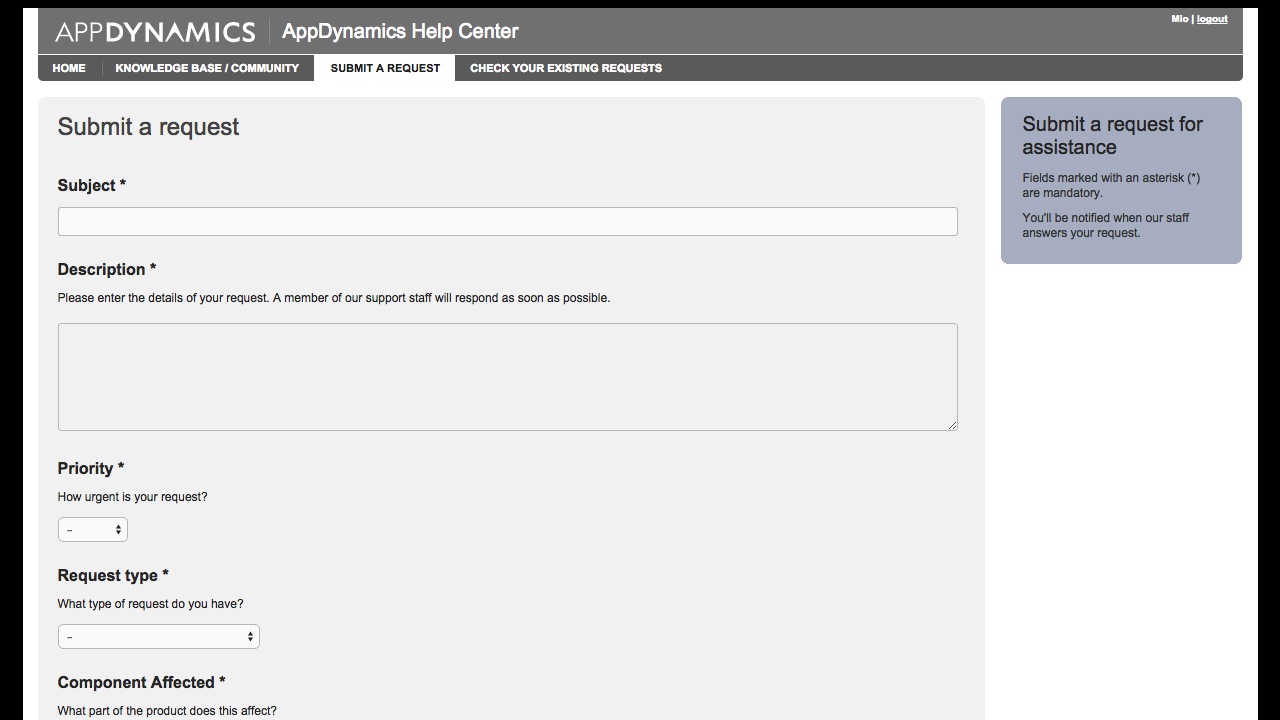 APPDYNAMICS AppDynamics Help Center
Mio | logout
HOME KNOWLEDGE BASE / COMMUNITY SUBMIT A REQUEST CHECK YOUR EXISTING REQUESTS
Submit a request
Subject *
Description *
Please enter the details of your request. A member of our support staff will respond as soon as possible.
Priority *
How urgent is your request?
–
Request type *
What type of request do you have?
–
Component Affected *
What part of the product does this affect?
Submit a request for
assistance
Fields marked with an asterisk (*)
are mandatory.
You'll be notified when our staff
answers your request.